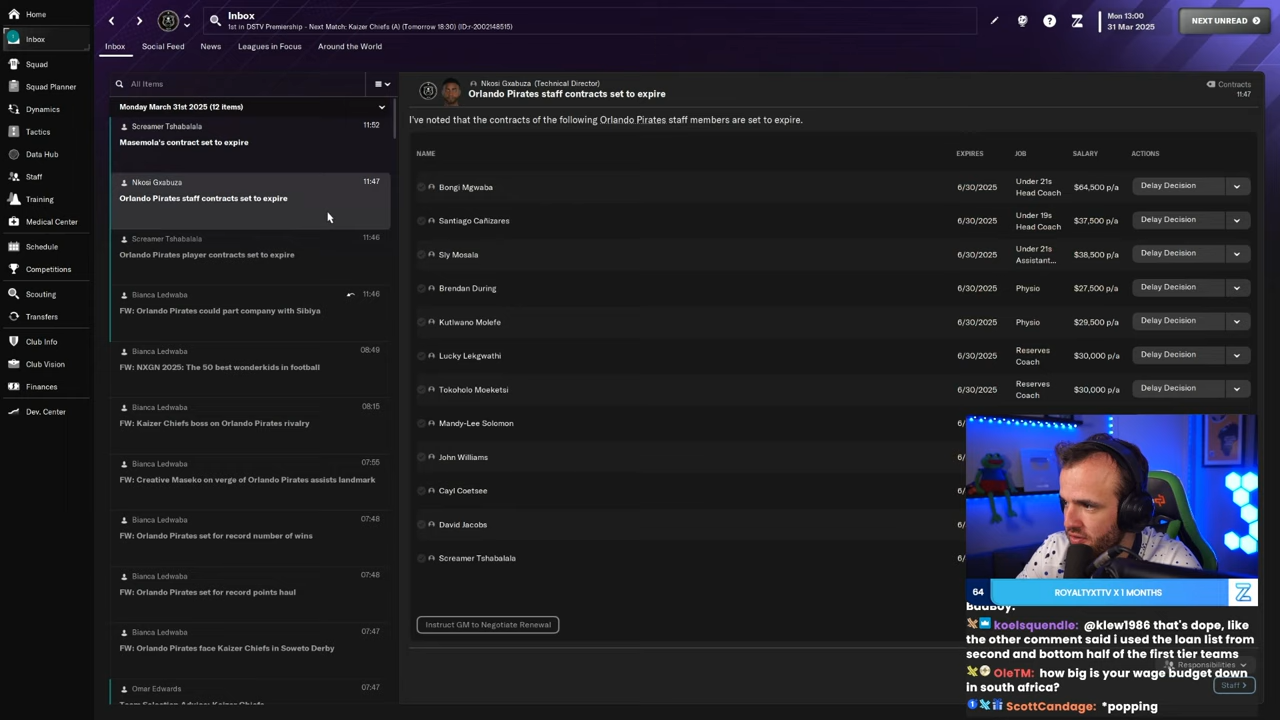 Home
Inbox
Squad
Squad Planner
Dynamics
Tactics
Data Hub
Staff
Training
Medical Center
Schedule
Competitions
Scouting
Transfers
Club Info
Club Vision
Finances
Dev. Center
Inbox
1st in DSTV Premiership - Next Match: Kaizer Chiefs (A) (Tomorrow 18:30) (ID:r-2002148515)
Mon 13:00
31 Mar 2025
NEXT UNREAD
Inbox Social Feed News Leagues in Focus Around the World
All Items
Monday March 31st 2025 (12 items)
Screamer Tshabalala 11:52
Masemola's contract set to expire
Nkosi Gxabuza 11:47
Orlando Pirates staff contracts set to expire
Screamer Tshabalala 11:46
Orlando Pirates player contracts set to expire
Bianca Ledwaba 11:46
FW: Orlando Pirates could part company with Sibiya
Bianca Ledwaba 08:49
FW: NXGN 2025: The 50 best wonderkids in football
Bianca Ledwaba 08:15
FW: Kaizer Chiefs boss on Orlando Pirates rivalry
Bianca Ledwaba 07:55
FW: Creative Maseko on verge of Orlando Pirates assists landmark
Bianca Ledwaba 07:48
FW: Orlando Pirates set for record number of wins
Bianca Ledwaba 07:48
FW: Orlando Pirates set for record points haul
Bianca Ledwaba 07:47
FW: Orlando Pirates face Kaizer Chiefs in Soweto Derby
Omar Edwards 07:47
Team Selection Advice: Kaizer Chiefs
Nkosi Gxabuza (Technical Director)
Orlando Pirates staff contracts set to expire
Contracts
11:47
I've noted that the contracts of the following Orlando Pirates staff members are set to expire.
NAME EXPIRES JOB SALARY ACTIONS
Bongi Mgwaba 6/30/2025 Under 21s Head Coach $64,500 p/a Delay Decision
Santiago Cañizares 6/30/2025 Under 19s Head Coach $37,500 p/a Delay Decision
Sly Mosala 6/30/2025 Under 21s Assistant... $38,500 p/a Delay Decision
Brendan During 6/30/2025 Physio $27,500 p/a Delay Decision
Kutlwano Molefe 6/30/2025 Physio $29,500 p/a Delay Decision
Lucky Lekgwathi 6/30/2025 Reserves Coach $30,000 p/a Delay Decision
Tokoholo Moeketsi 6/30/2025 Reserves Coach $30,000 p/a Delay Decision
Mandy-Lee Solomon
John Williams 6/
Cayl Coetsee 6/
David Jacobs 6/
Screamer Tshabalala 6/
Instruct GM to Negotiate Renewal
Responsibilities
Staff
64 ROYALTYXTTV X 1 MONTHS
BadBoy.
koelsquendle: @klew1986 that's dope, like
the other comment said i used the loan list from
second and bottom half of the first tier teams
OleTM: how big is your wage budget down
in south africa?
ScottCandage: *popping